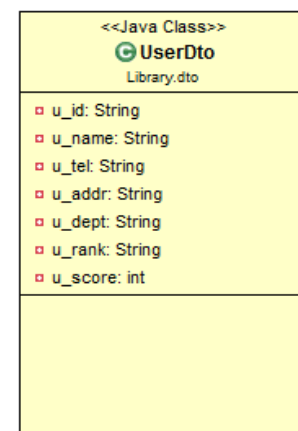 <<Java Class>>
UserDto
Library.dto
u_id: String
u_name: String
u_tel: String
u_addr: String
u_dept: String
u_rank: String
u_score: int